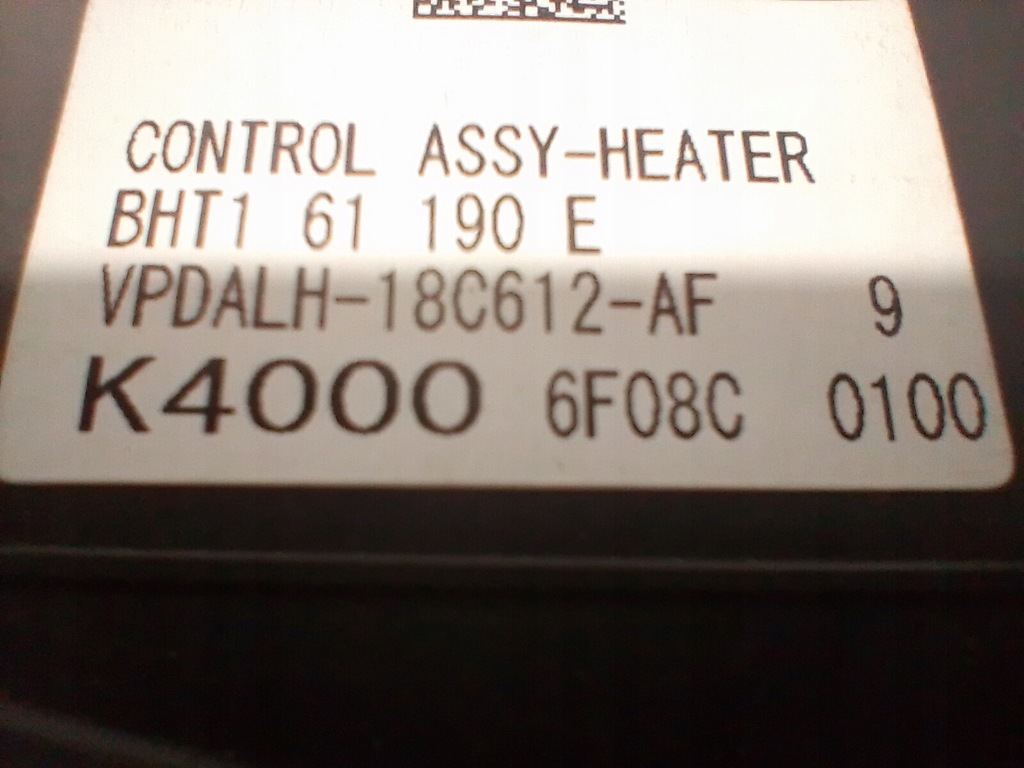 CONTROL ASSY-HEATER
BHT1 61 190 E
VPDALH-18C612-AF 9
K4000 6F08C 0100